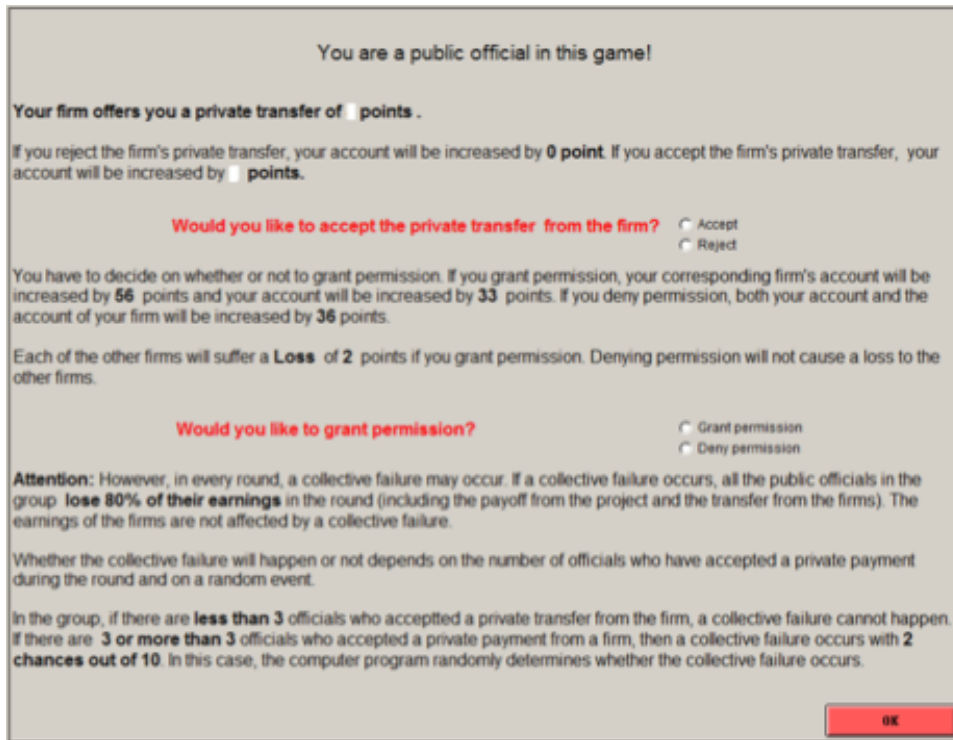 You are a public official in this game!
Your firm offers you a private transfer of points .
If you reject the firm's private transfer, your account will be increased by 0 point. If you accept the firm's private transfer, your
account will be increased by points.
Would you like to accept the private transfer from the firm? Accept
Reject
You have to decide on whether or not to grant permission. If you grant permission, your corresponding firm's account will be
increased by 56 points and your account will be increased by 33 points. If you deny permission, both your account and the
account of your firm will be increased by 36 points.
Each of the other firms will suffer a Loss of 2 points if you grant permission. Denying permission will not cause a loss to the
other firms.
Would you like to grant permission? Grant permission
Deny permission
Attention: However, in every round, a collective failure may occur. If a collective failure occurs, all the public officials in the
group lose 80% of their earnings in the round (including the payoff from the project and the transfer from the firms). The
earnings of the firms are not affected by a collective failure.
Whether the collective failure will happen or not depends on the number of officials who have accepted a private payment
during the round and on a random event.
In the group, if there are less than 3 officials who acceptted a private transfer from the firm, a collective failure cannot happen.
If there are 3 or more than 3 officials who accepted a private payment from a firm, then a collective failure occurs with 2
chances out of 10. In this case, the computer program randomly determines whether the collective failure occurs.
OK